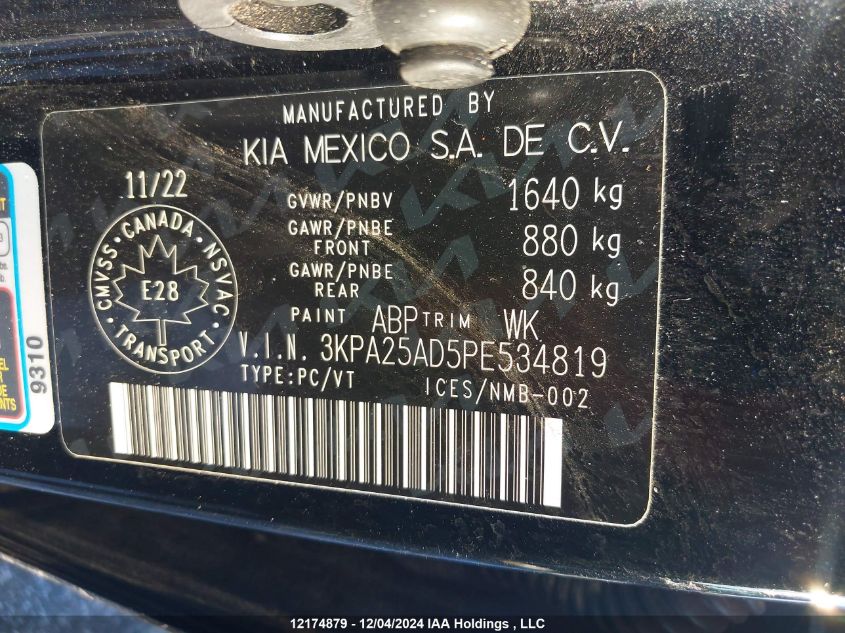 MANUFACTURED BY
KIA MEXICO S.A. DE C.V.
11/22
GVWR/PNBV 1640 kg
GAWR/PNBE FRONT 880 kg
GAWR/PNBE REAR 840 kg
CMVSS · CANADA · NSVAC
E28
TRANSPORT
PAINT ABP TRIM WK
V.I.N. 3KPA25AD5PE534819
TYPE:PC/VT ICES/NMB-002
9310
12174879 - 12/04/2024 IAA Holdings , LLC